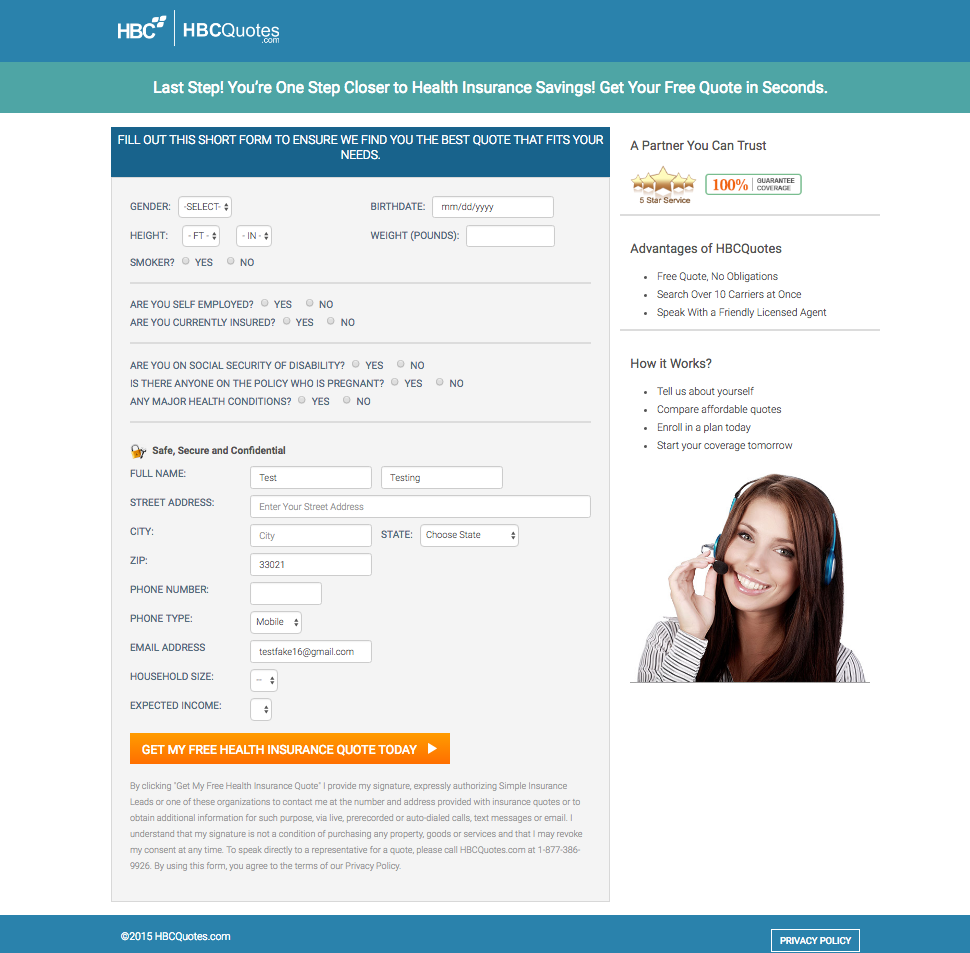 HBC HBCQuotes
.com
Last Step! You're One Step Closer to Health Insurance Savings! Get Your Free Quote in Seconds.
FILL OUT THIS SHORT FORM TO ENSURE WE FIND YOU THE BEST QUOTE THAT FITS YOUR
NEEDS.
GENDER: -SELECT- BIRTHDATE: mm/dd/yyyy
HEIGHT: - FT - - IN - WEIGHT (POUNDS):
SMOKER? YES NO
ARE YOU SELF EMPLOYED? YES NO
ARE YOU CURRENTLY INSURED? YES NO
ARE YOU ON SOCIAL SECURITY OF DISABILITY? YES NO
IS THERE ANYONE ON THE POLICY WHO IS PREGNANT? YES NO
ANY MAJOR HEALTH CONDITIONS? YES NO
Safe, Secure and Confidential
FULL NAME: Test Testing
STREET ADDRESS: Enter Your Street Address
CITY: City STATE: Choose State
ZIP: 33021
PHONE NUMBER:
PHONE TYPE: Mobile
EMAIL ADDRESS testfake16@gmail.com
HOUSEHOLD SIZE: --
EXPECTED INCOME:
GET MY FREE HEALTH INSURANCE QUOTE TODAY
By clicking "Get My Free Health Insurance Quote" I provide my signature, expressly authorizing Simple Insurance
Leads or one of these organizations to contact me at the number and address provided with insurance quotes or to
obtain additional information for such purpose, via live, prerecorded or auto-dialed calls, text messages or email. I
understand that my signature is not a condition of purchasing any property, goods or services and that I may revoke
my consent at any time. To speak directly to a representative for a quote, please call HBCQuotes.com at 1-877-386-
9926. By using this form, you agree to the terms of our Privacy Policy.
A Partner You Can Trust
5 Star Service
100% GUARANTEE
COVERAGE
Advantages of HBCQuotes
Free Quote, No Obligations
Search Over 10 Carriers at Once
Speak With a Friendly Licensed Agent
How it Works?
Tell us about yourself
Compare affordable quotes
Enroll in a plan today
Start your coverage tomorrow
©2015 HBCQuotes.com
PRIVACY POLICY